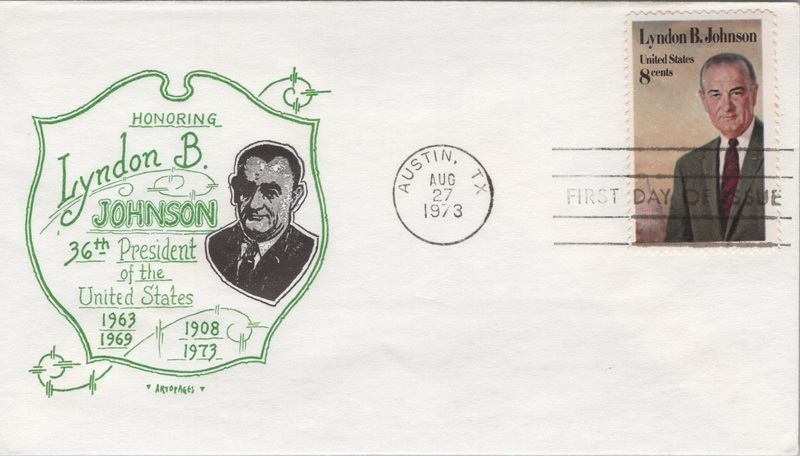 HONORING
Lyndon B.
JOHNSON
36th President
of the
United States
1963
1969
1908
1973
ARTOPAGES
AUSTIN, TX
AUG
27
1973
FIRST DAY OF ISSUE
Lyndon B. Johnson
United States
8 cents